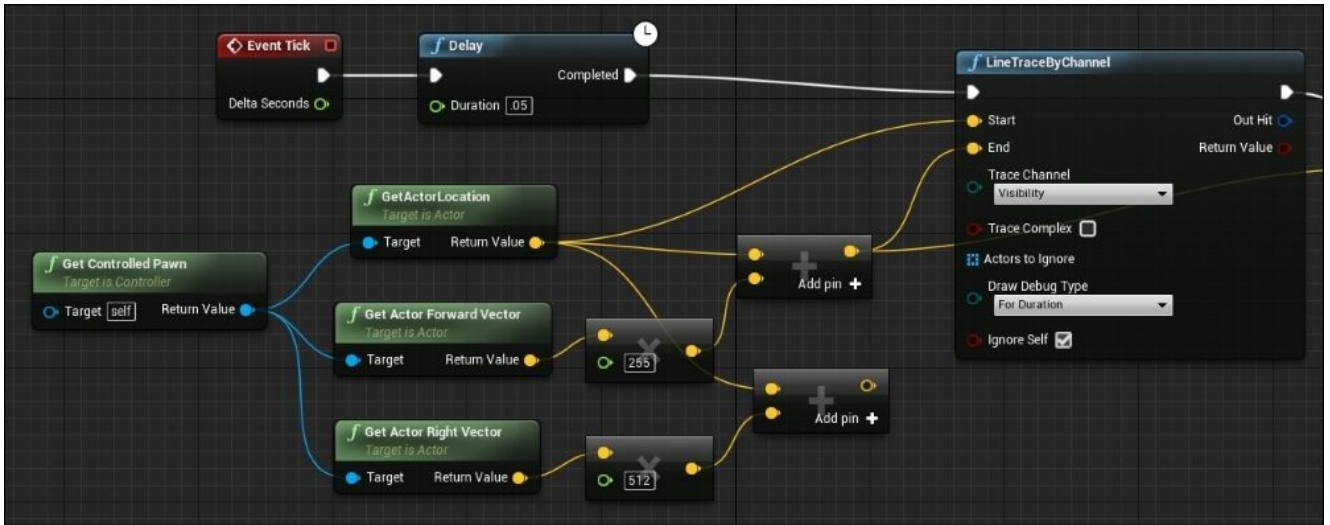 Event Tick
Delta Seconds
f Delay
Completed
Duration .05
f LineTraceByChannel
Start Out Hit
End Return Value
Trace Channel
Visibility
Trace Complex
Actors to Ignore
Draw Debug Type
For Duration
Ignore Self
f GetActorLocation
Target is Actor
Target Return Value
Add pin +
f Get Controlled Pawn
Target is Controller
Target self Return Value
f Get Actor Forward Vector
Target is Actor
Target Return Value
255
Add pin +
f Get Actor Right Vector
Target is Actor
Target Return Value
512